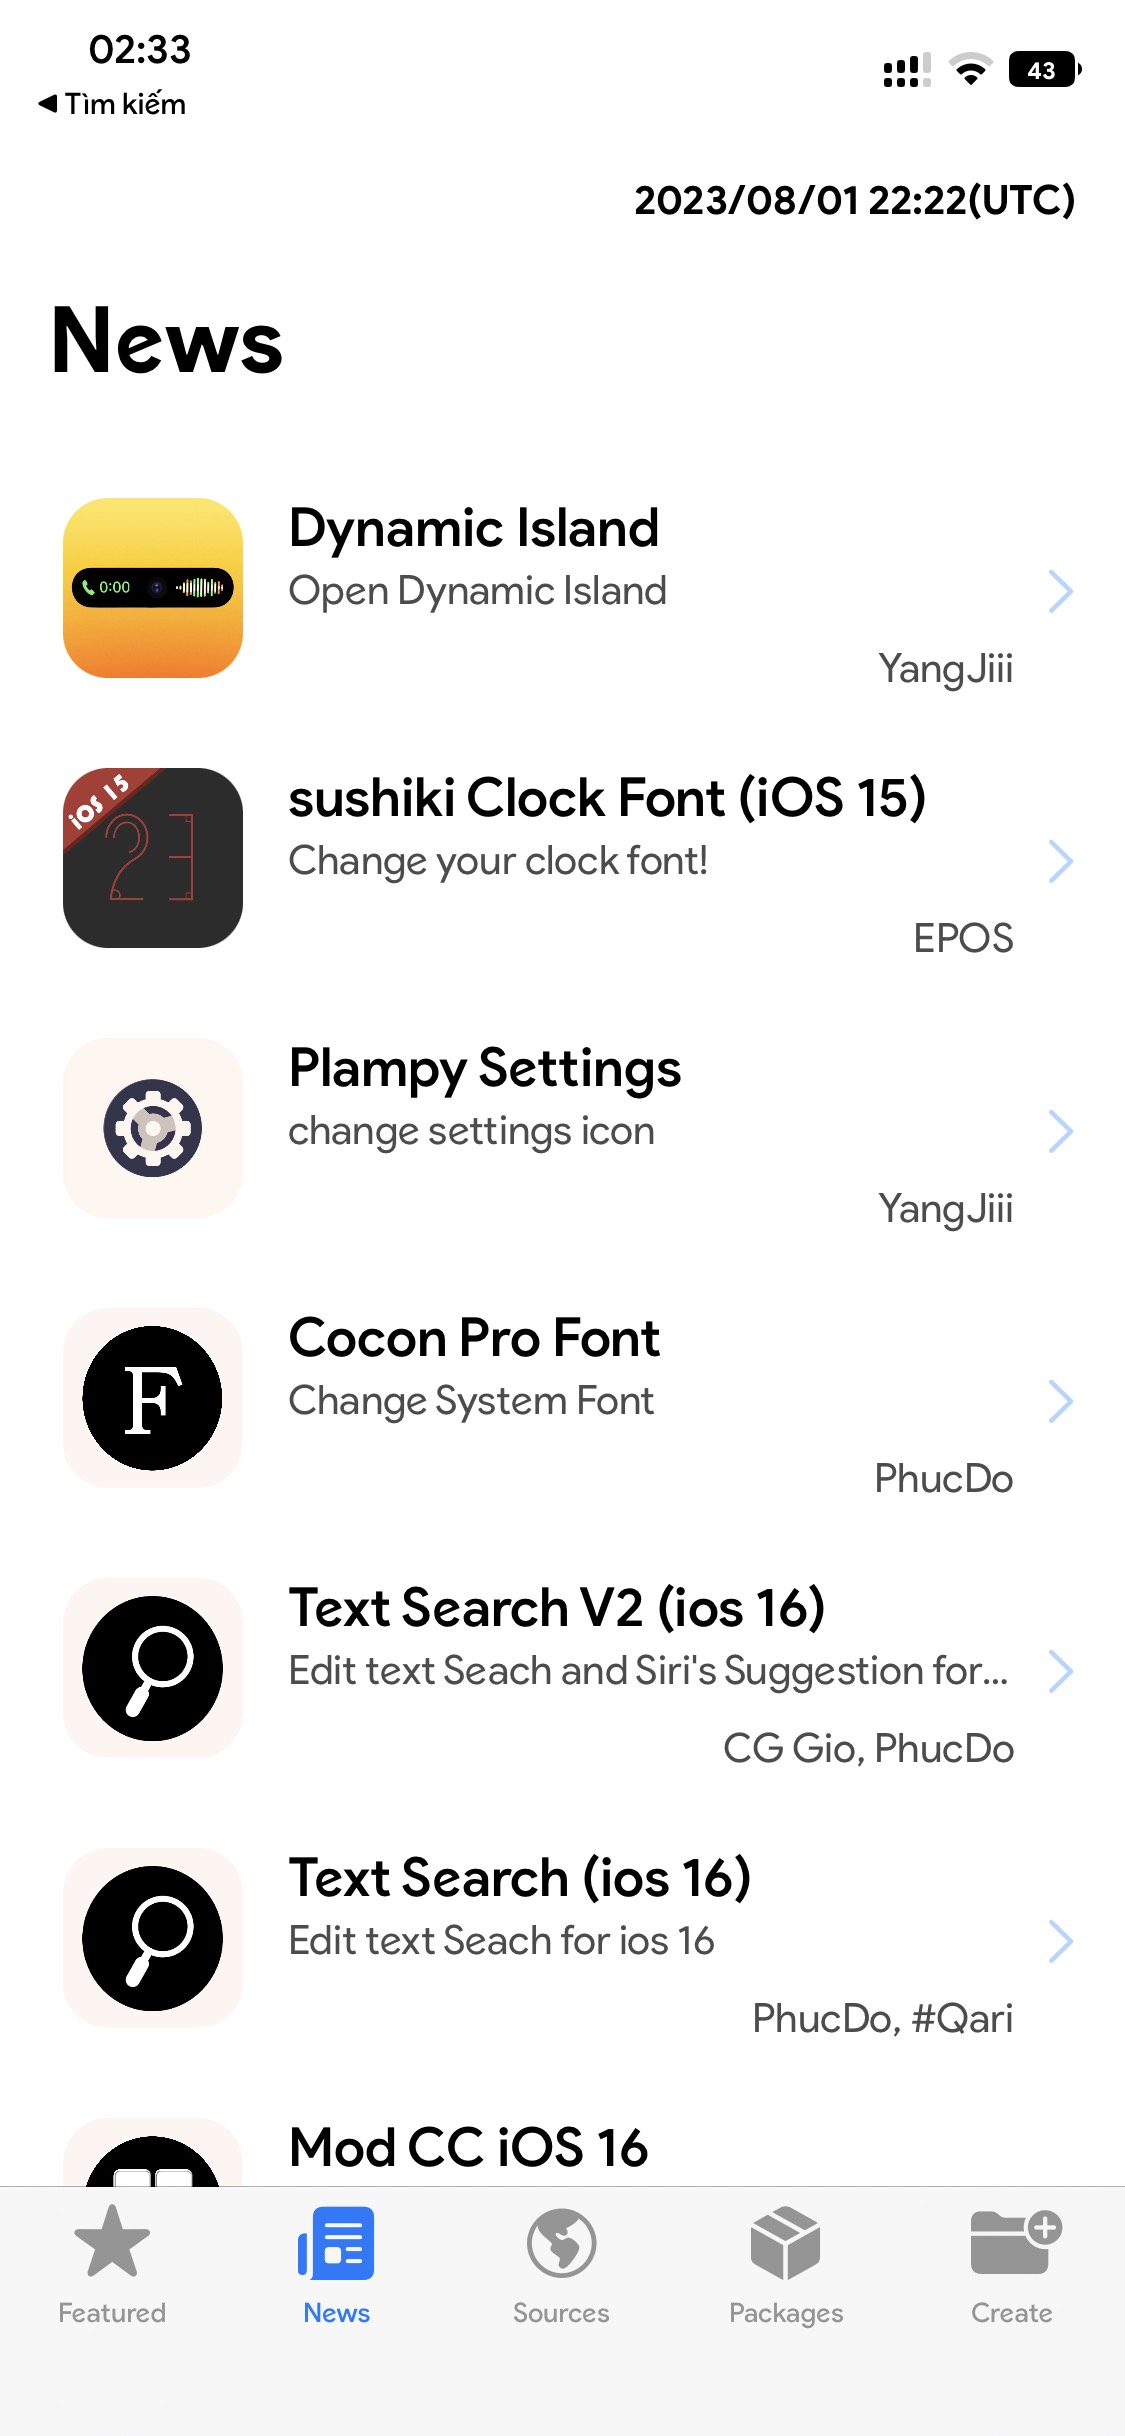 02:33
43
◀ Tìm kiếm
2023/08/01 22:22(UTC)
News
0:00
Dynamic Island
Open Dynamic Island
YangJiii
iOS 15
23
sushiki Clock Font (iOS 15)
Change your clock font!
EPOS
Plampy Settings
change settings icon
YangJiii
F
Cocon Pro Font
Change System Font
PhucDo
Text Search V2 (ios 16)
Edit text Seach and Siri's Suggestion for...
CG Gio, PhucDo
Text Search (ios 16)
Edit text Seach for ios 16
PhucDo, #Qari
Mod CC iOS 16
Featured
News
Sources
Packages
Create